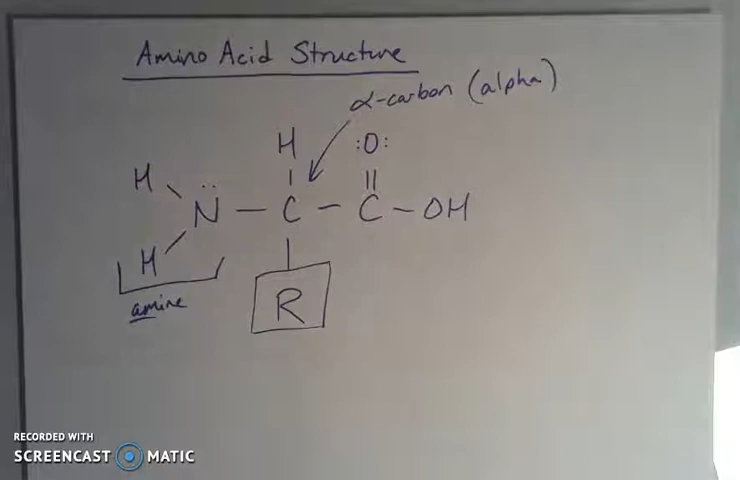 Amino Acid Structure
α-carbon (alpha)
H :O:
H
N — C — C — OH
H
amine
R
RECORDED WITH
SCREENCAST MATIC